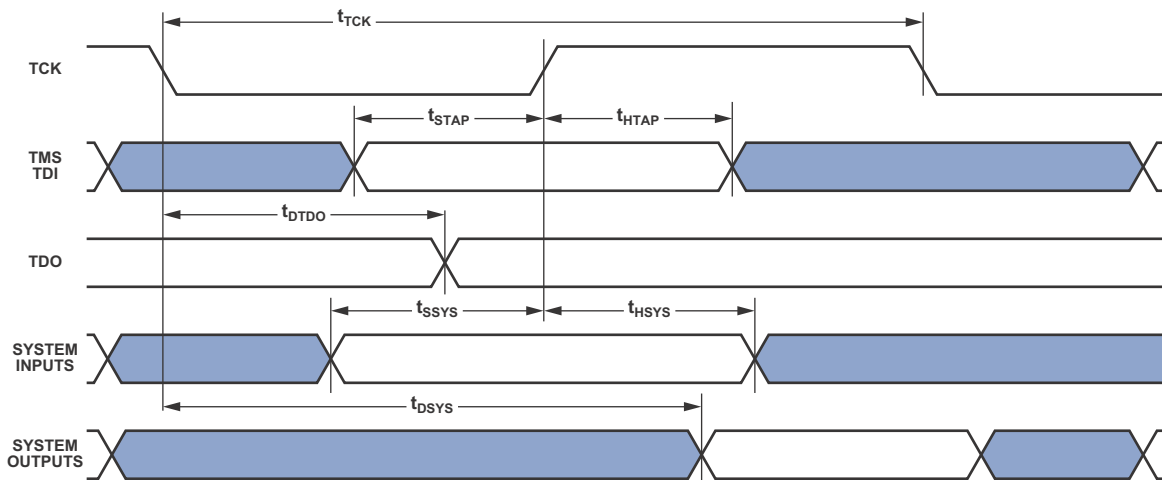 tTCK
TCK
tSTAP
tHTAP
TMS
TDI
tDTDO
TDO
tSSYS
tHSYS
SYSTEM
INPUTS
tDSYS
SYSTEM
OUTPUTS